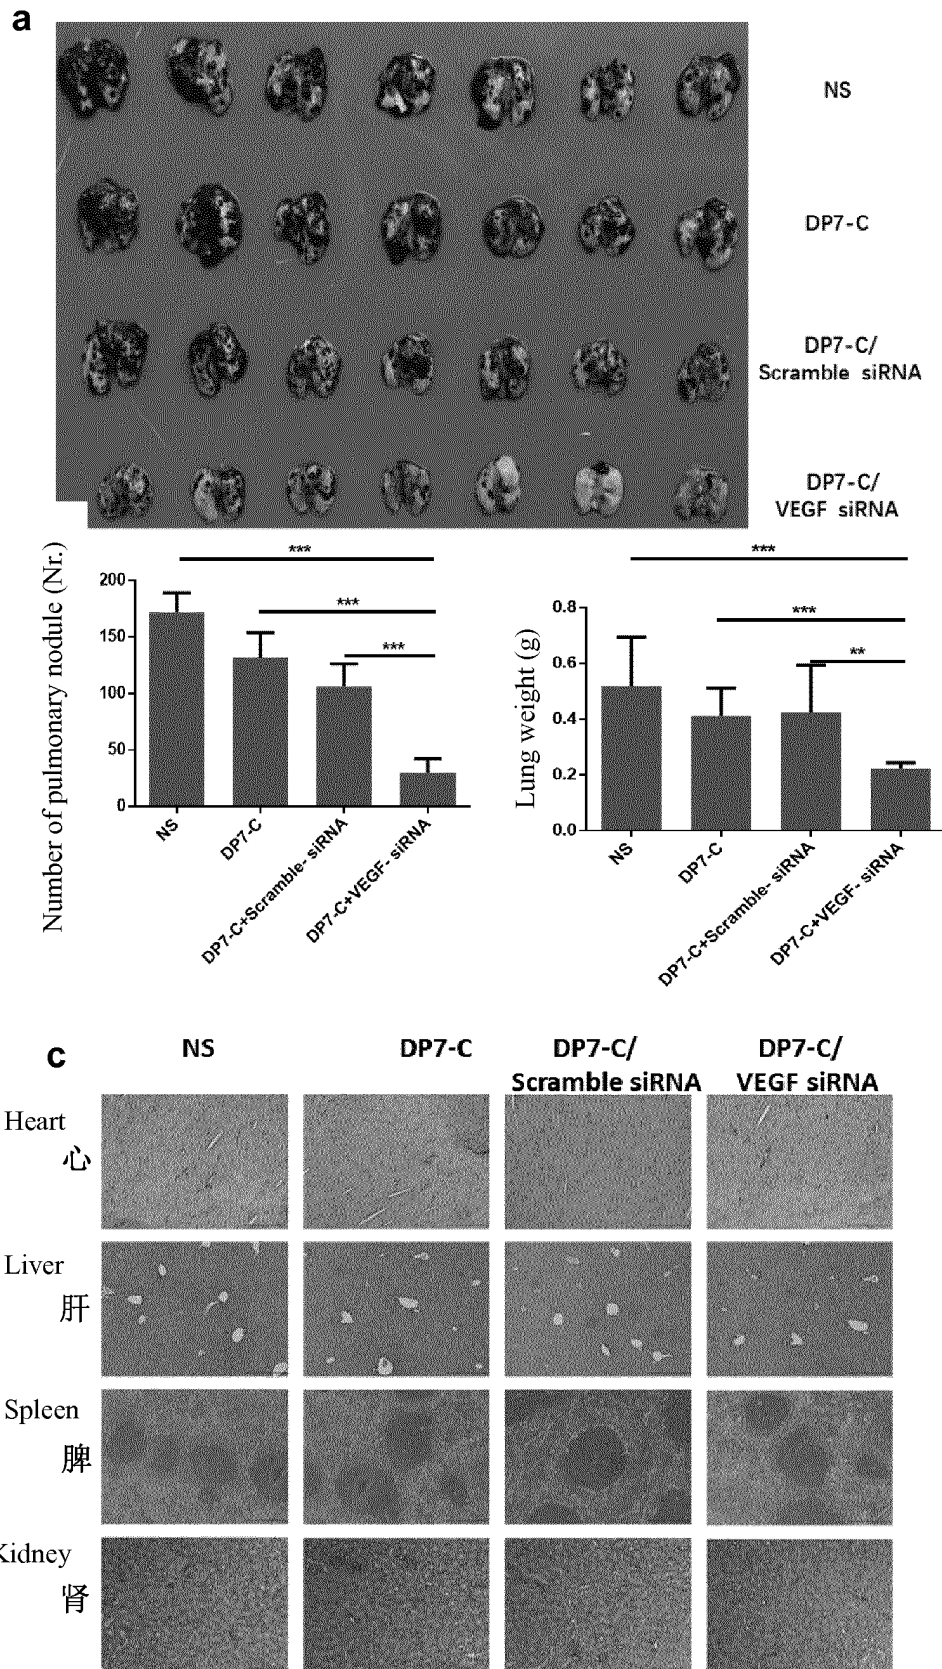 a
NS
DP7-C
DP7-C/
Scramble siRNA
DP7-C/
VEGF siRNA
Number of pulmonary nodule (Nr.)
200
150
100
50
0
***
***
***
NS
DP7-C
DP7-C+Scramble- siRNA
DP7-C+VEGF- siRNA
Lung weight (g)
0.8
0.6
0.4
0.2
0.0
***
***
**
NS
DP7-C
DP7-C+Scramble- siRNA
DP7-C+VEGF- siRNA
c
NS
DP7-C
DP7-C/
Scramble siRNA
DP7-C/
VEGF siRNA
Heart
心
Liver
肝
Spleen
脾
Kidney
肾